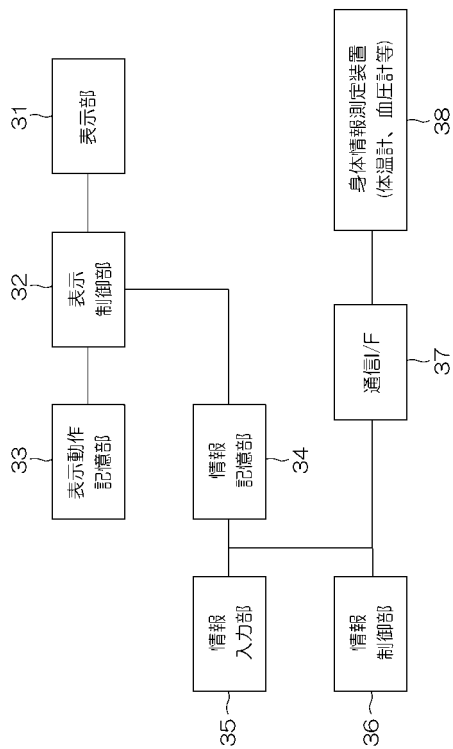 33
表示動作
記憶部
32
表示
制御部
31
表示部
35
情報
入力部
情報
記憶部
34
36
情報
制御部
通信I/F
37
身体情報測定装置
(体温計、血圧計等)
38